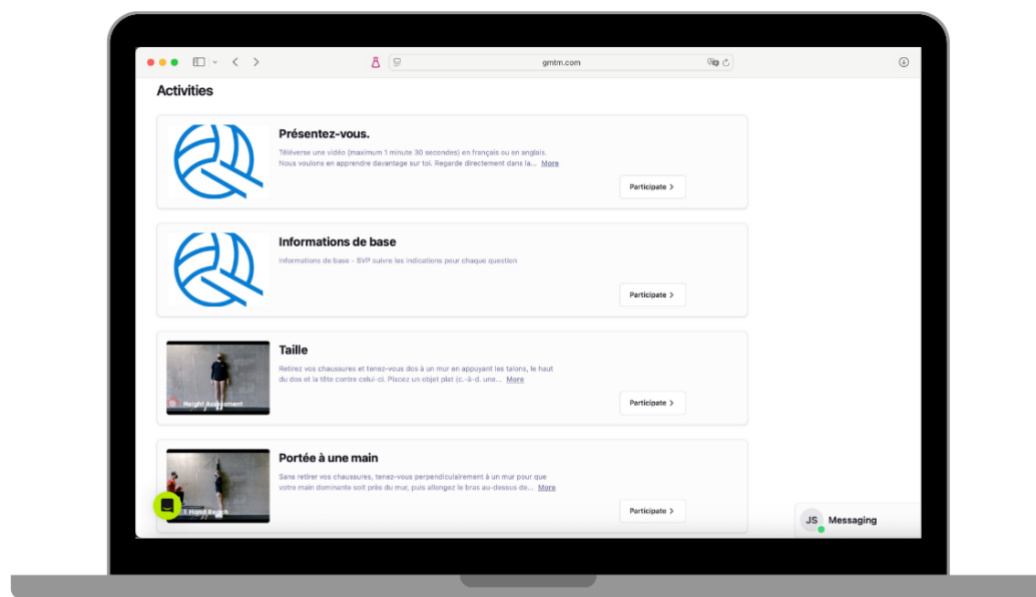 gmtm.com
Activities
Présentez-vous.
Téléverse une vidéo (maximum 1 minute 30 secondes) en français ou en anglais.
Nous voulons en apprendre davantage sur toi. Regarde directement dans la... More
Participate >
Informations de base
Informations de base - SVP suivre les indications pour chaque question
Participate >
Taille
Retirez vos chaussures et tenez-vous dos à un mur en appuyant les talons, le haut
du dos et la tête contre celui-ci. Placez un objet plat (c.-à-d. une... More
Height Assessment
Participate >
Portée à une main
Sans retirer vos chaussures, tenez-vous perpendiculairement à un mur pour que
votre main dominante soit près du mur, puis allongez le bras au-dessus de... More
1 Hand Reach
Participate >
JS Messaging